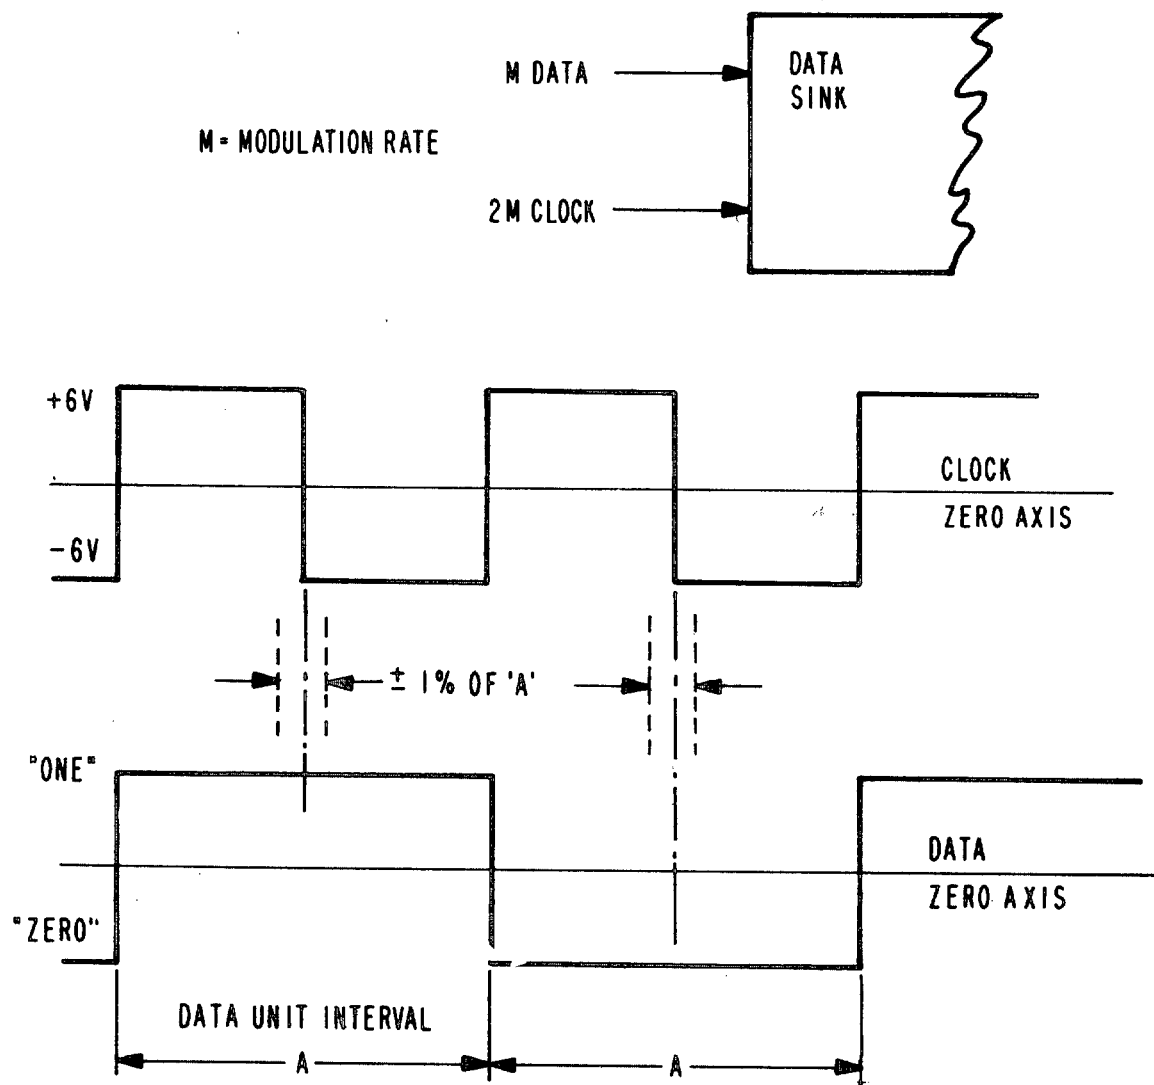 M DATA
DATA
SINK
M = MODULATION RATE
2M CLOCK
+6V
CLOCK
ZERO AXIS
-6V
± 1% OF 'A'
"ONE"
DATA
ZERO AXIS
"ZERO"
DATA UNIT INTERVAL
A
A